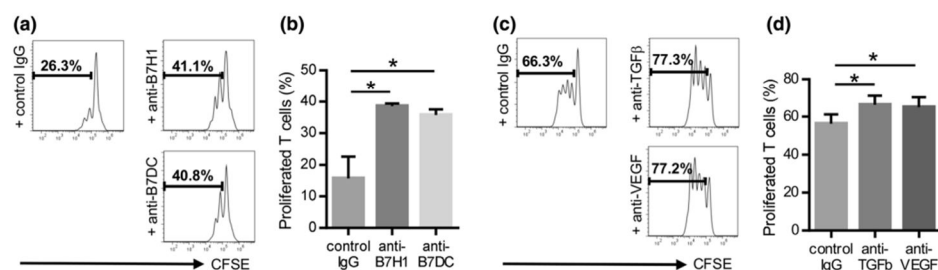 (a)
+ control IgG
26.3%
+ anti-B7H1
41.1%
+ anti-B7DC
40.8%
CFSE
(b)
Proliferated T cells (%)
50
40
30
20
10
0
*
*
control
IgG
anti-
B7H1
anti-
B7DC
(c)
+ control IgG
66.3%
+ anti-TGFβ
77.3%
+ anti-VEGF
77.2%
CFSE
(d)
Proliferated T cells (%)
80
60
40
20
0
*
*
control
IgG
anti-
TGFb
anti-
VEGF